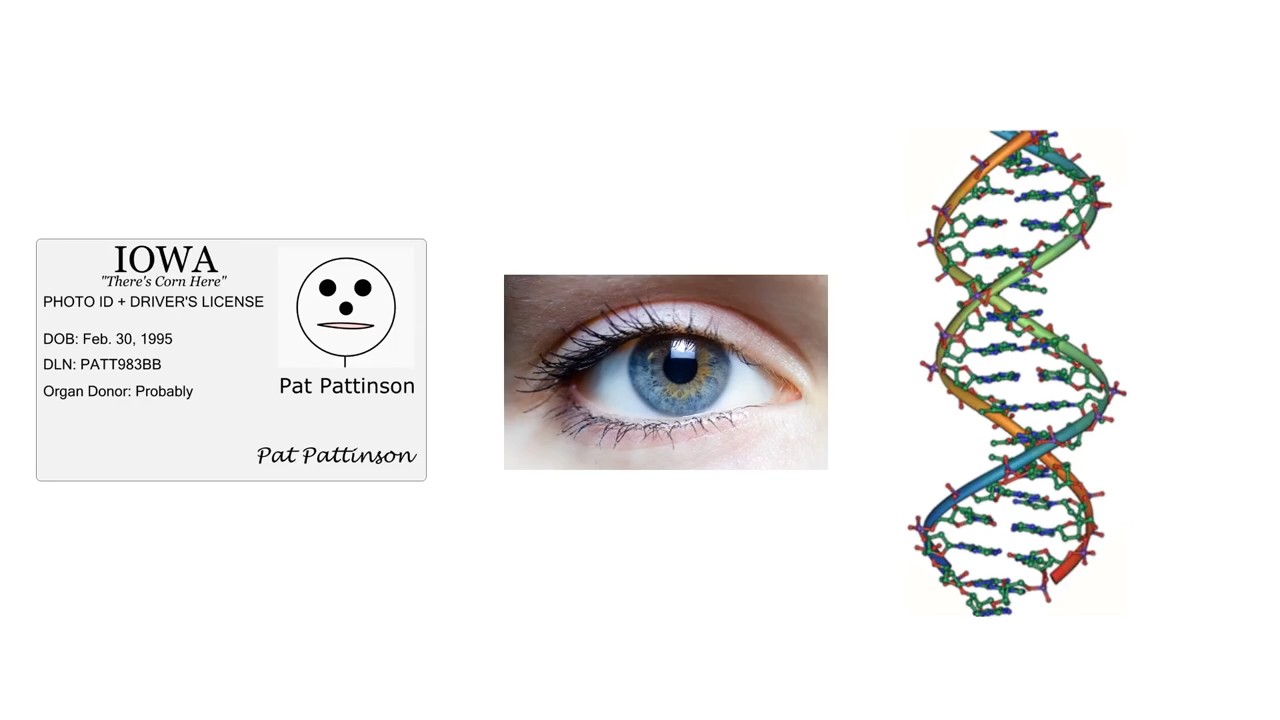 IOWA
"There's Corn Here"
PHOTO ID + DRIVER'S LICENSE
DOB: Feb. 30, 1995
DLN: PATT983BB
Organ Donor: Probably
Pat Pattinson
Pat Pattinson